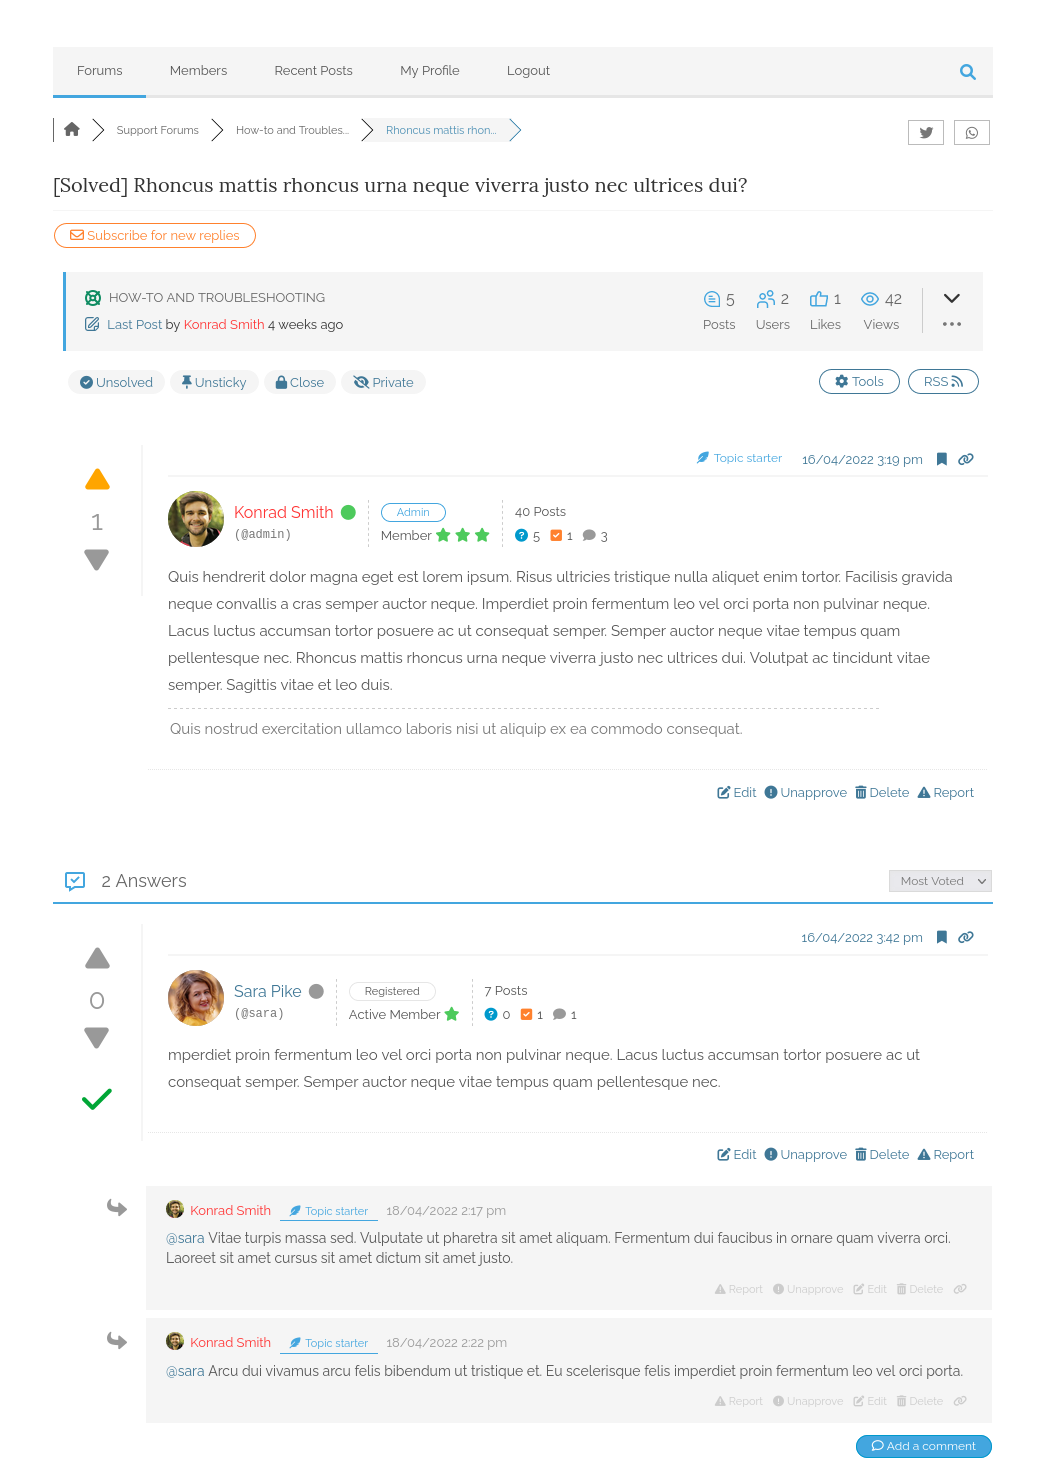 Forums Members Recent Posts My Profile Logout
Support Forums How-to and Troubles... Rhoncus mattis rhon...
[Solved] Rhoncus mattis rhoncus urna neque viverra justo nec ultrices dui?
Subscribe for new replies
HOW-TO AND TROUBLESHOOTING
Last Post by Konrad Smith 4 weeks ago
5 2 1 42
Posts Users Likes Views
Unsolved Unsticky Close Private Tools RSS
Topic starter 16/04/2022 3:19 pm
1
Konrad Smith Admin 40 Posts
(@admin) Member 5 1 3
Quis hendrerit dolor magna eget est lorem ipsum. Risus ultricies tristique nulla aliquet enim tortor. Facilisis gravida
neque convallis a cras semper auctor neque. Imperdiet proin fermentum leo vel orci porta non pulvinar neque.
Lacus luctus accumsan tortor posuere ac ut consequat semper. Semper auctor neque vitae tempus quam
pellentesque nec. Rhoncus mattis rhoncus urna neque viverra justo nec ultrices dui. Volutpat ac tincidunt vitae
semper. Sagittis vitae et leo duis.
Quis nostrud exercitation ullamco laboris nisi ut aliquip ex ea commodo consequat.
Edit Unapprove Delete Report
2 Answers Most Voted
16/04/2022 3:42 pm
0
Sara Pike Registered 7 Posts
(@sara) Active Member 0 1 1
mperdiet proin fermentum leo vel orci porta non pulvinar neque. Lacus luctus accumsan tortor posuere ac ut
consequat semper. Semper auctor neque vitae tempus quam pellentesque nec.
Edit Unapprove Delete Report
Konrad Smith Topic starter 18/04/2022 2:17 pm
@sara Vitae turpis massa sed. Vulputate ut pharetra sit amet aliquam. Fermentum dui faucibus in ornare quam viverra orci.
Laoreet sit amet cursus sit amet dictum sit amet justo.
Report Unapprove Edit Delete
Konrad Smith Topic starter 18/04/2022 2:22 pm
@sara Arcu dui vivamus arcu felis bibendum ut tristique et. Eu scelerisque felis imperdiet proin fermentum leo vel orci porta.
Report Unapprove Edit Delete
Add a comment